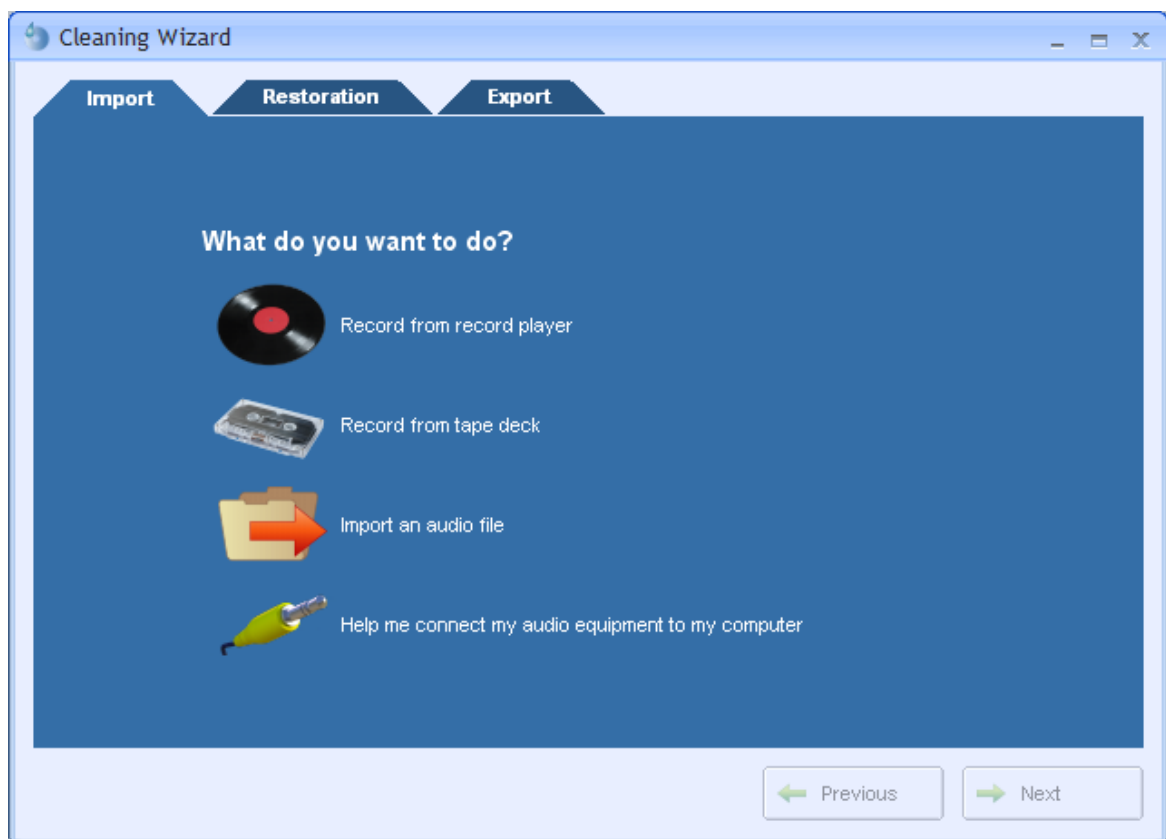 Cleaning Wizard
Import
Restoration
Export
What do you want to do?
Record from record player
Record from tape deck
Import an audio file
Help me connect my audio equipment to my computer
Previous
Next